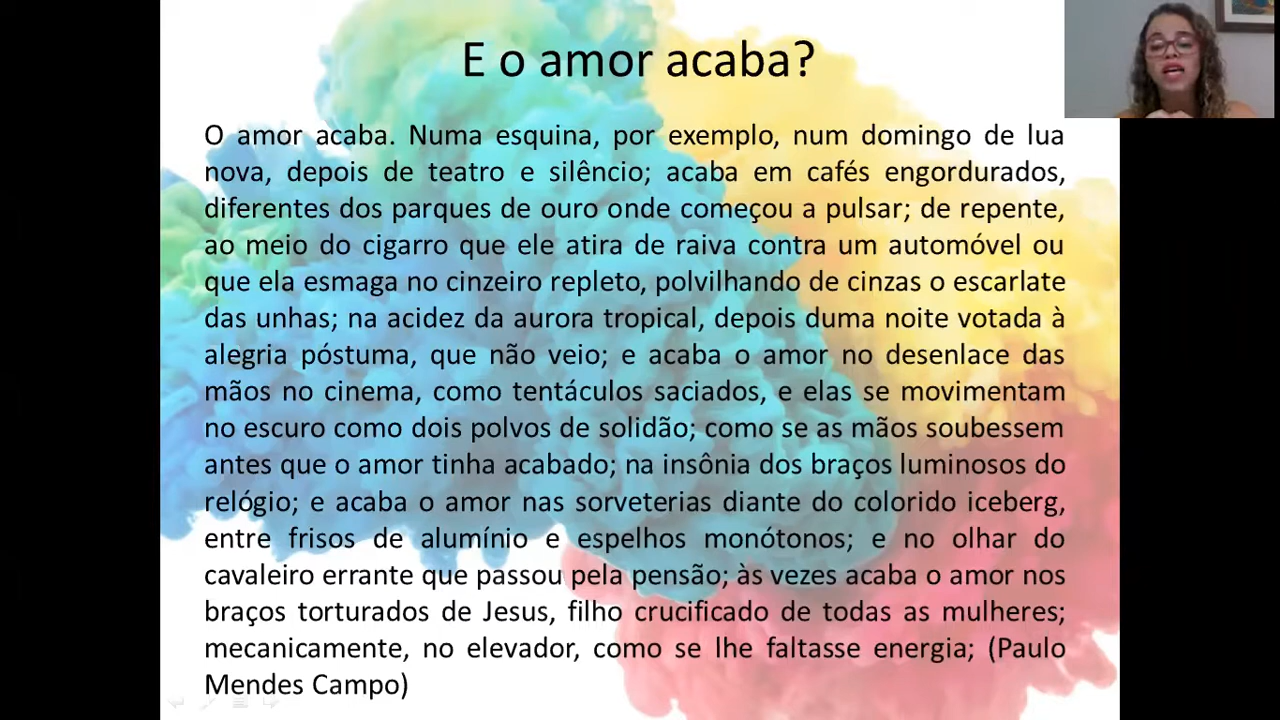 E o amor acaba?
O amor acaba. Numa esquina, por exemplo, num domingo de lua
nova, depois de teatro e silêncio; acaba em cafés engordurados,
diferentes dos parques de ouro onde começou a pulsar; de repente,
ao meio do cigarro que ele atira de raiva contra um automóvel ou
que ela esmaga no cinzeiro repleto, polvilhando de cinzas o escarlate
das unhas; na acidez da aurora tropical, depois duma noite votada à
alegria póstuma, que não veio; e acaba o amor no desenlace das
mãos no cinema, como tentáculos saciados, e elas se movimentam
no escuro como dois polvos de solidão; como se as mãos soubessem
antes que o amor tinha acabado; na insônia dos braços luminosos do
relógio; e acaba o amor nas sorveterias diante do colorido iceberg,
entre frisos de alumínio e espelhos monótonos; e no olhar do
cavaleiro errante que passou pela pensão; às vezes acaba o amor nos
braços torturados de Jesus, filho crucificado de todas as mulheres;
mecanicamente, no elevador, como se lhe faltasse energia; (Paulo
Mendes Campo)